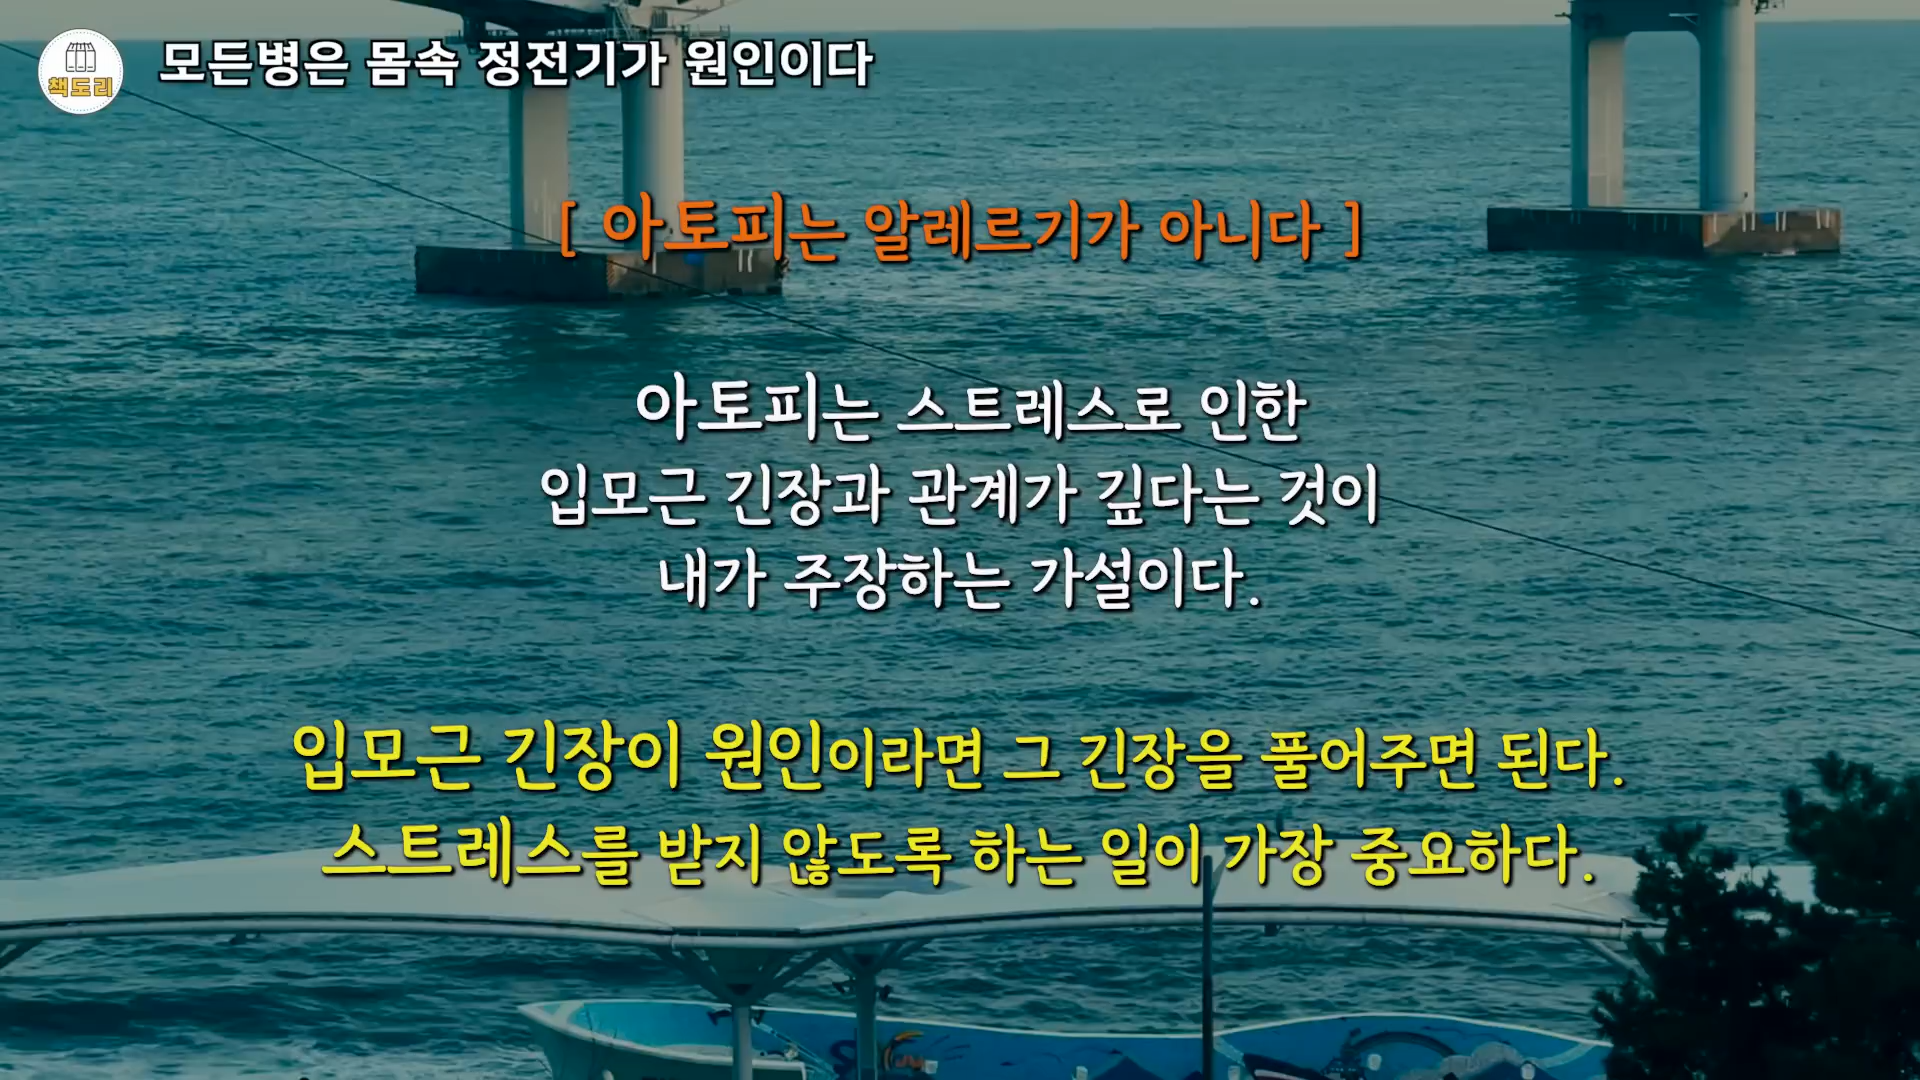 책도리
모든병은 몸속 정전기가 원인이다
[ 아토피는 알레르기가 아니다 ]
아토피는 스트레스로 인한
입모근 긴장과 관계가 깊다는 것이
내가 주장하는 가설이다.
입모근 긴장이 원인이라면 그 긴장을 풀어주면 된다.
스트레스를 받지 않도록 하는 일이 가장 중요하다.